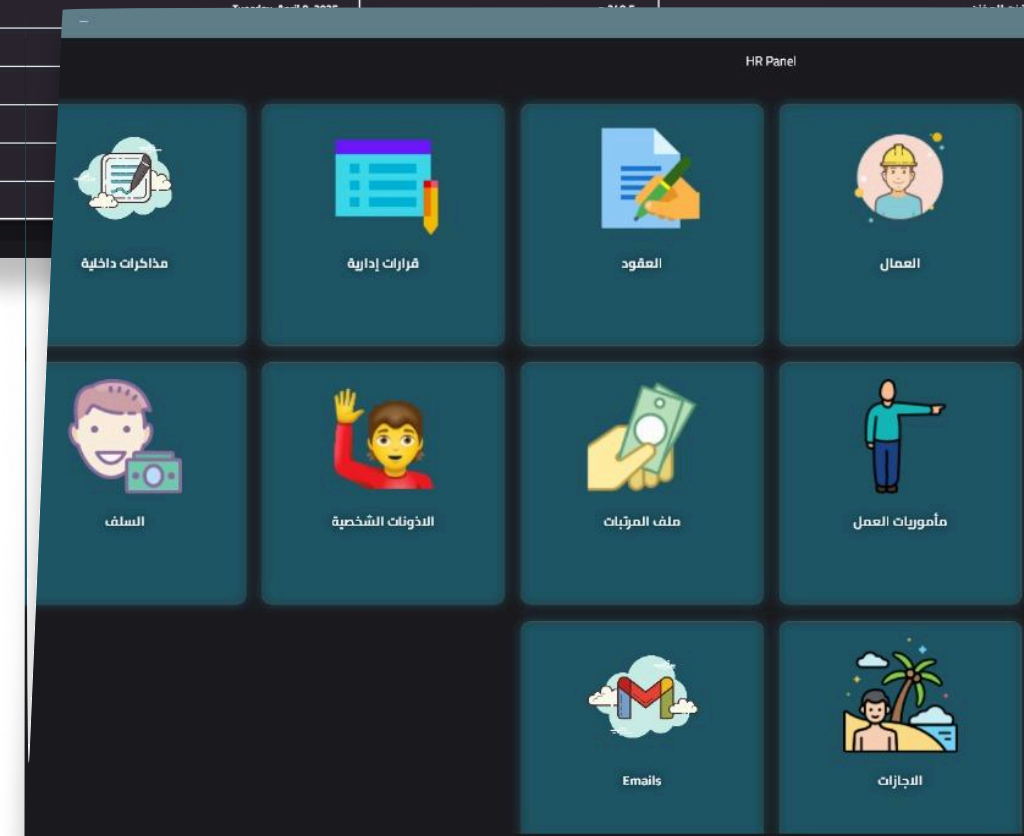 HR Panel
العمال
العقود
قرارات إدارية
مذاكرات داخلية
مأموريات العمل
ملف المرتبات
الاذونات الشخصية
السلف
الاجازات
Emails